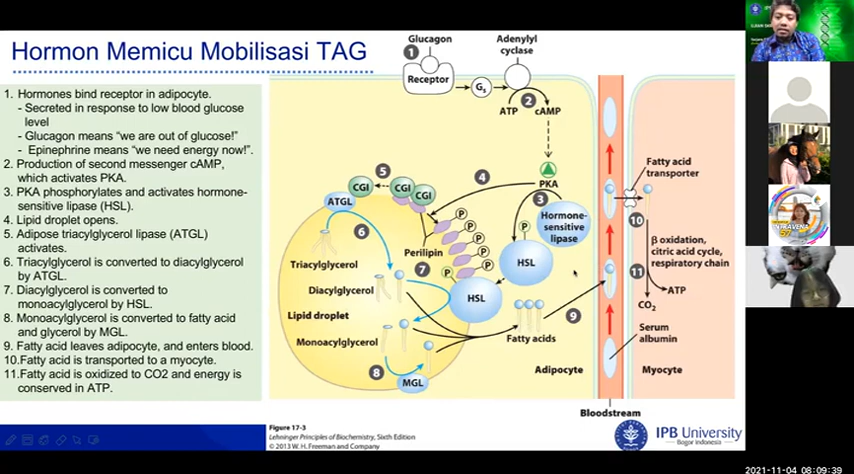 Hormon Memicu Mobilisasi TAG
1. Hormones bind receptor in adipocyte.
- Secreted in response to low blood glucose
level
- Glucagon means “we are out of glucose!”
- Epinephrine means “we need energy now!”.
2. Production of second messenger cAMP,
which activates PKA.
3. PKA phosphorylates and activates hormone-
sensitive lipase (HSL).
4. Lipid droplet opens.
5. Adipose triacylglycerol lipase (ATGL)
activates.
6. Triacylglycerol is converted to diacylglycerol
by ATGL.
7. Diacylglycerol is converted to
monoacylglycerol by HSL.
8. Monoacylglycerol is converted to fatty acid
and glycerol by MGL.
9. Fatty acid leaves adipocyte, and enters blood.
10.Fatty acid is transported to a myocyte.
11.Fatty acid is oxidized to CO2 and energy is
conserved in ATP.
Glucagon
1
Receptor
Gs
Adenylyl
cyclase
2
ATP
cAMP
PKA
3
4
5
CGI
CGI
CGI
ATGL
6
P
P
P
P
P
P
P
Perilipin
7
Hormone-
sensitive
lipase
HSL
HSL
Triacylglycerol
Diacylglycerol
Lipid droplet
Monoacylglycerol
8
MGL
Fatty acids
9
Adipocyte
Fatty acid
transporter
10
β oxidation,
citric acid cycle,
respiratory chain
11
ATP
CO2
Serum
albumin
Myocyte
Bloodstream
Figure 17-3
Lehninger Principles of Biochemistry, Sixth Edition
© 2013 W. H. Freeman and Company
IPB University
Bogor Indonesia
2021-11-04 08:09:39